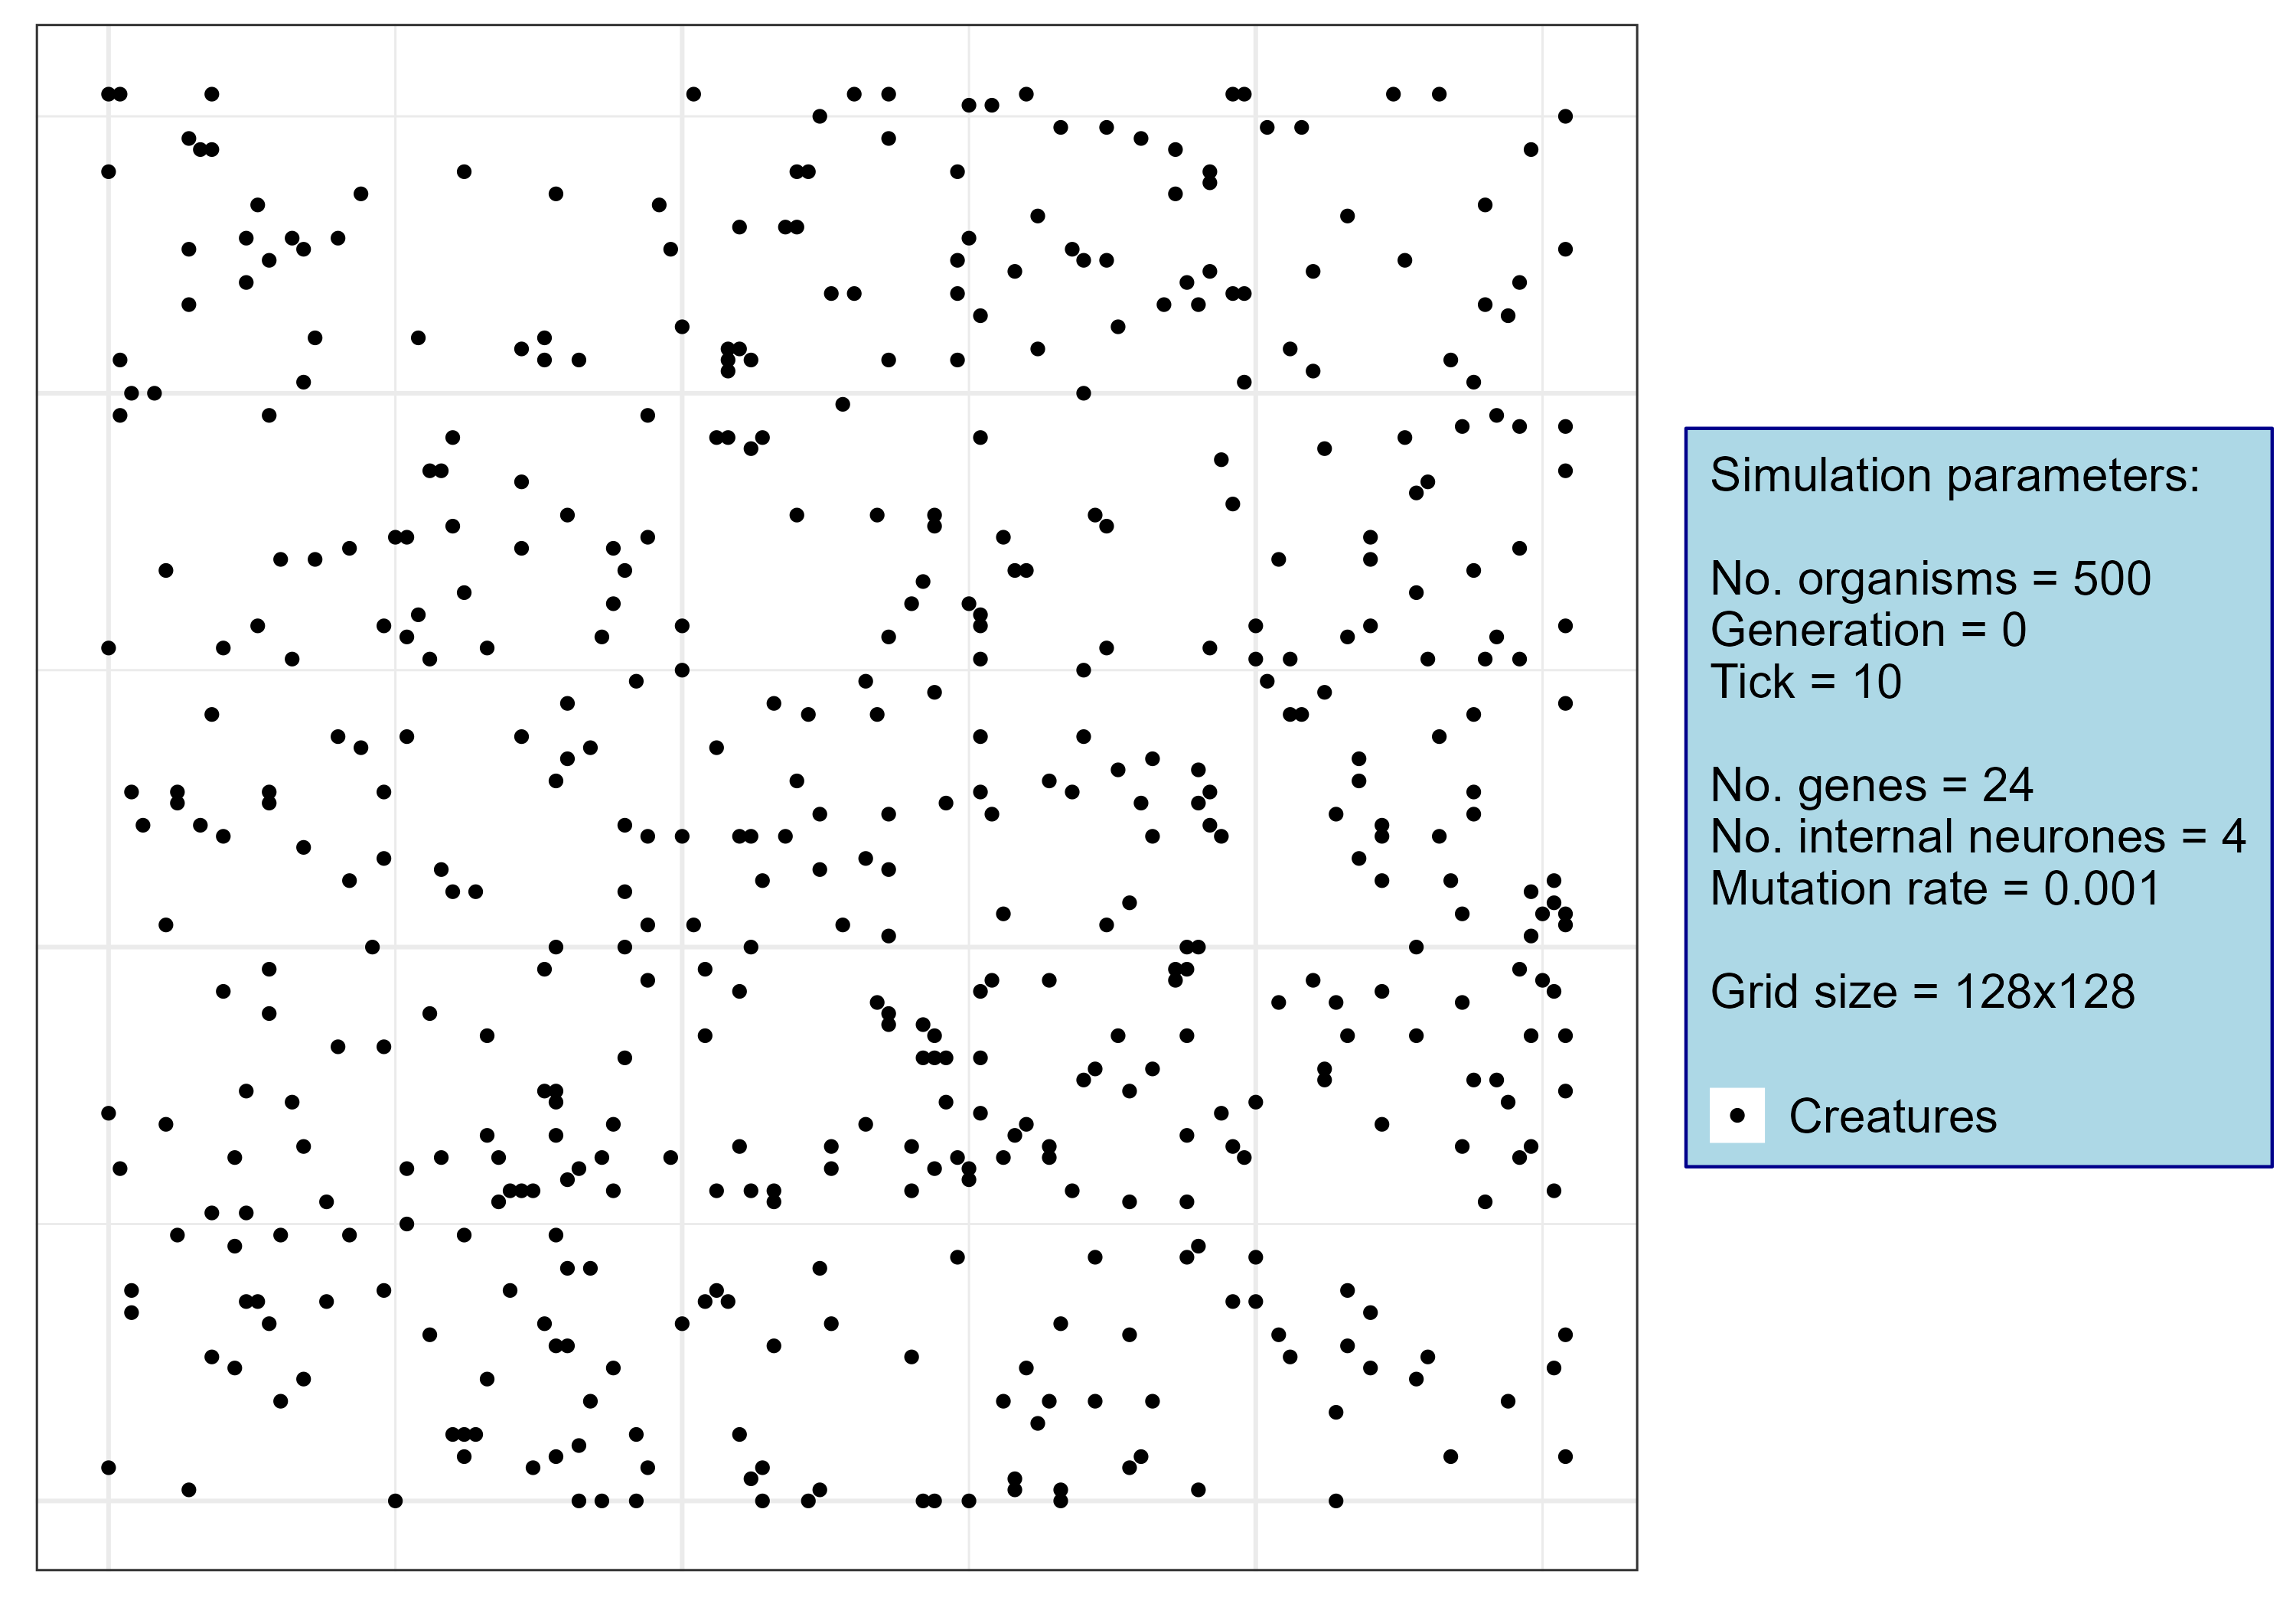 Simulation parameters:
No. organisms = 500
Generation = 0
Tick = 10
No. genes = 24
No. internal neurones = 4
Mutation rate = 0.001
Grid size = 128x128
Creatures